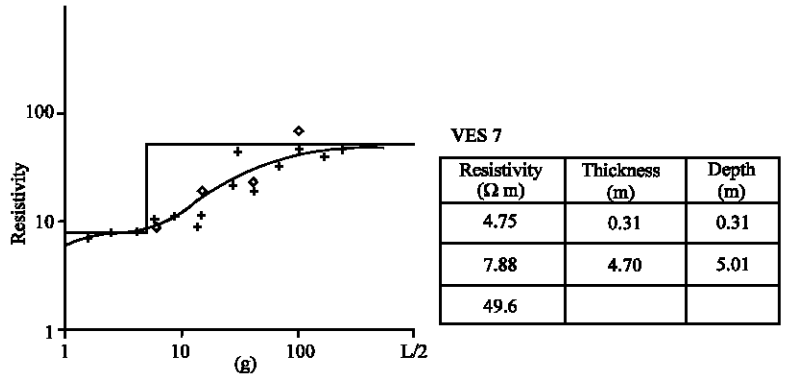 Resistivity
100
10
1
1 10 100 L/2
(g)
VES 7
Resistivity (Ω m) Thickness (m) Depth (m)
4.75 0.31 0.31
7.88 4.70 5.01
49.6